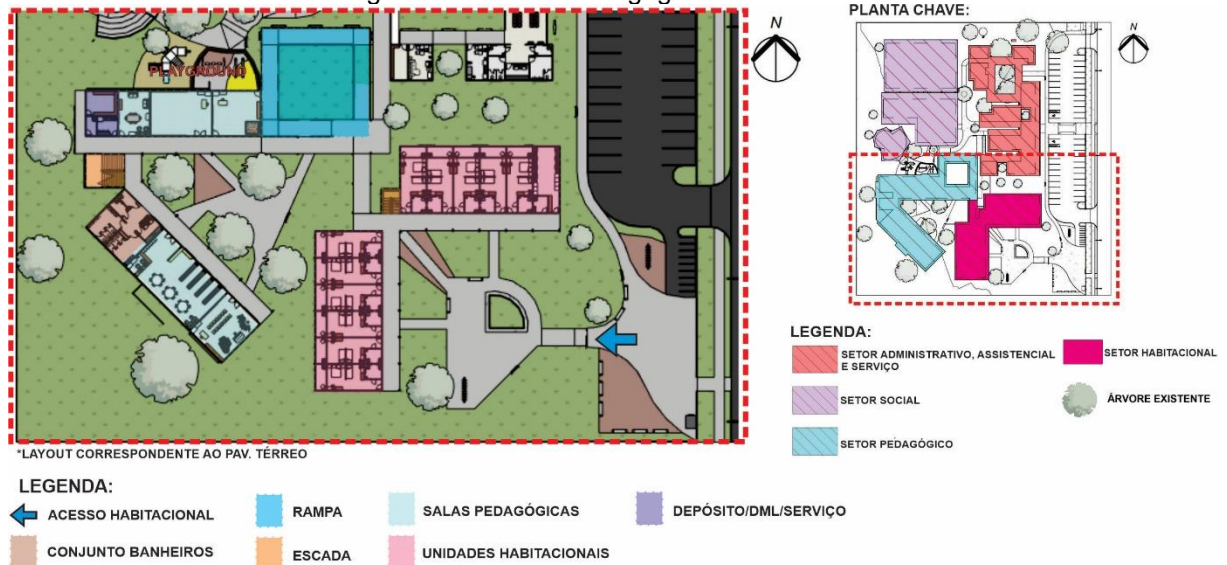 PLANTA CHAVE:
N
N
PLAYGROUND
LEGENDA:
SETOR ADMINISTRATIVO, ASSISTENCIAL
E SERVIÇO
SETOR HABITACIONAL
SETOR SOCIAL
ÁRVORE EXISTENTE
SETOR PEDAGÓGICO
*LAYOUT CORRESPONDENTE AO PAV. TÉRREO
LEGENDA:
ACESSO HABITACIONAL
RAMPA
SALAS PEDAGÓGICAS
DEPÓSITO/DML/SERVIÇO
CONJUNTO BANHEIROS
ESCADA
UNIDADES HABITACIONAIS